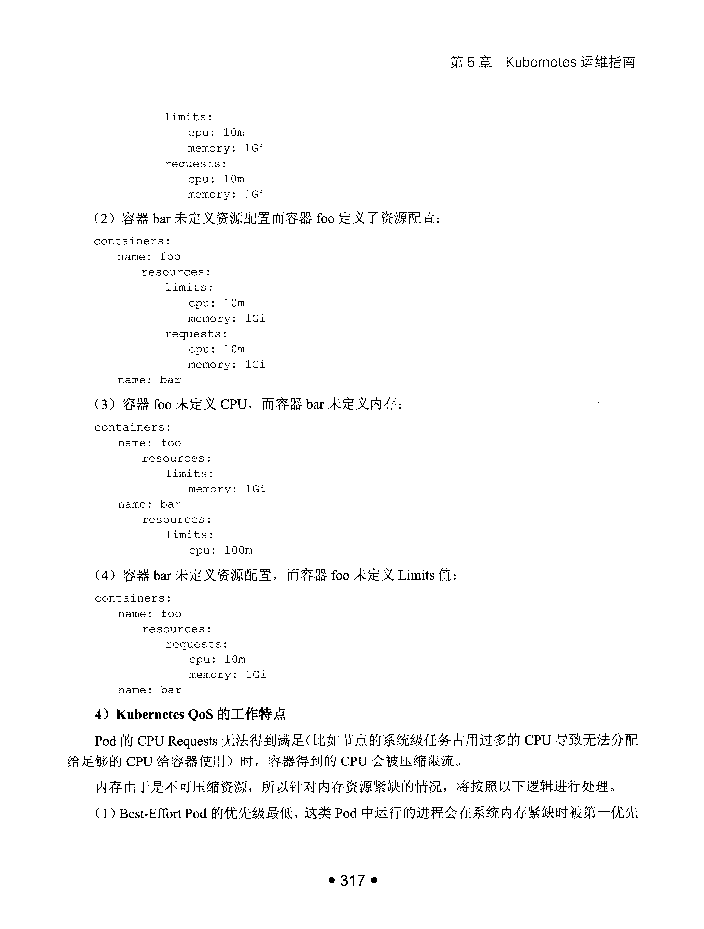 第 5 章 Kubernetes 运维指南
limits:
cpu: 10m
memory: 1Gi
requests:
cpu: 10m
memory: 1Gi
（2）容器 bar 未定义资源配置而容器 foo 定义了资源配置：
containers:
name: foo
resources:
limits:
cpu: 10m
memory: 1Gi
requests:
cpu: 10m
memory: 1Gi
name: bar
（3）容器 foo 未定义 CPU，而容器 bar 未定义内存：
containers:
name: foo
resources:
limits:
memory: 1Gi
name: bar
resources:
limits:
cpu: 100m
（4）容器 bar 未定义资源配置，而容器 foo 未定义 Limits 值：
containers:
name: foo
resources:
requests:
cpu: 10m
memory: 1Gi
name: bar
4）Kubernetes QoS 的工作特点
Pod 的 CPU Requests 无法得到满足（比如节点的系统级任务占用过多的 CPU 导致无法分配
给足够的 CPU 给容器使用）时，容器得到的 CPU 会被压缩限流。
内存由于是不可压缩资源，所以针对内存资源紧缺的情况，将按照以下逻辑进行处理。
（1）Best-Effort Pod 的优先级最低，这类 Pod 中运行的进程会在系统内存紧缺时被第一优先
• 317 •